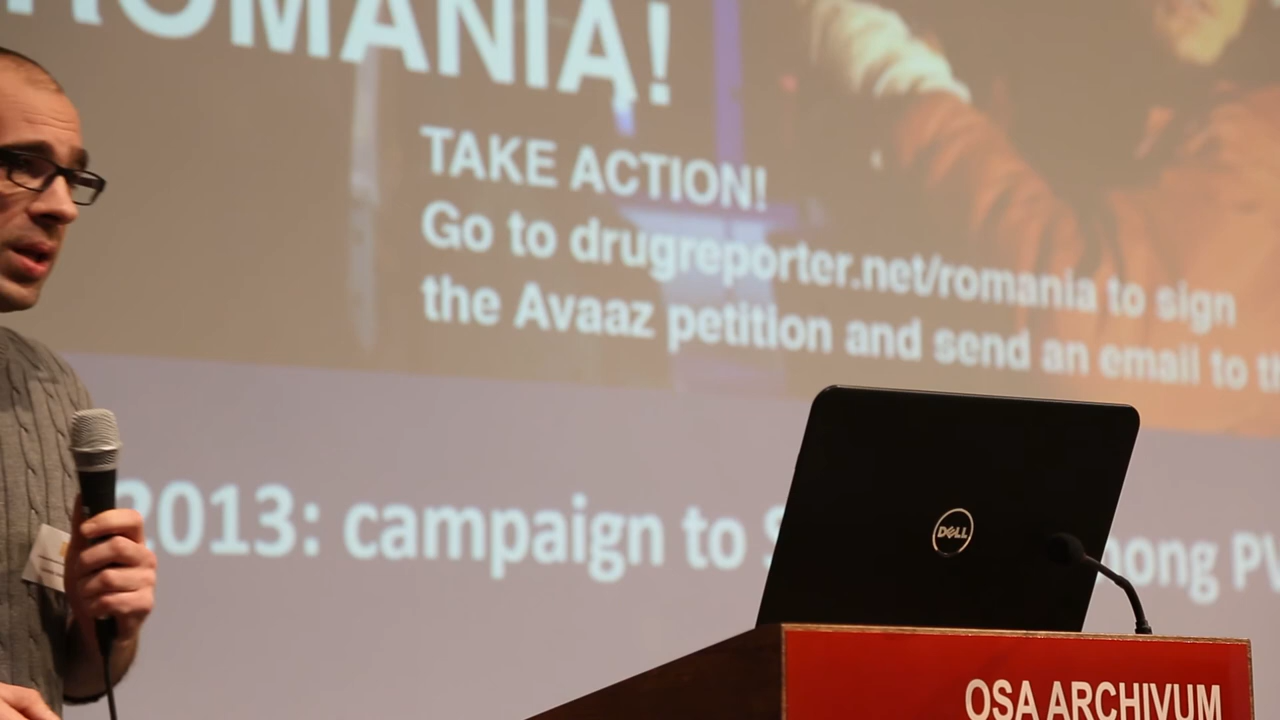 ROMANIA!
TAKE ACTION!
Go to drugreporter.net/romania to sign
the Avaaz petition and send an email to
2013: campaign to
DELL
OSA ARCHIVUM